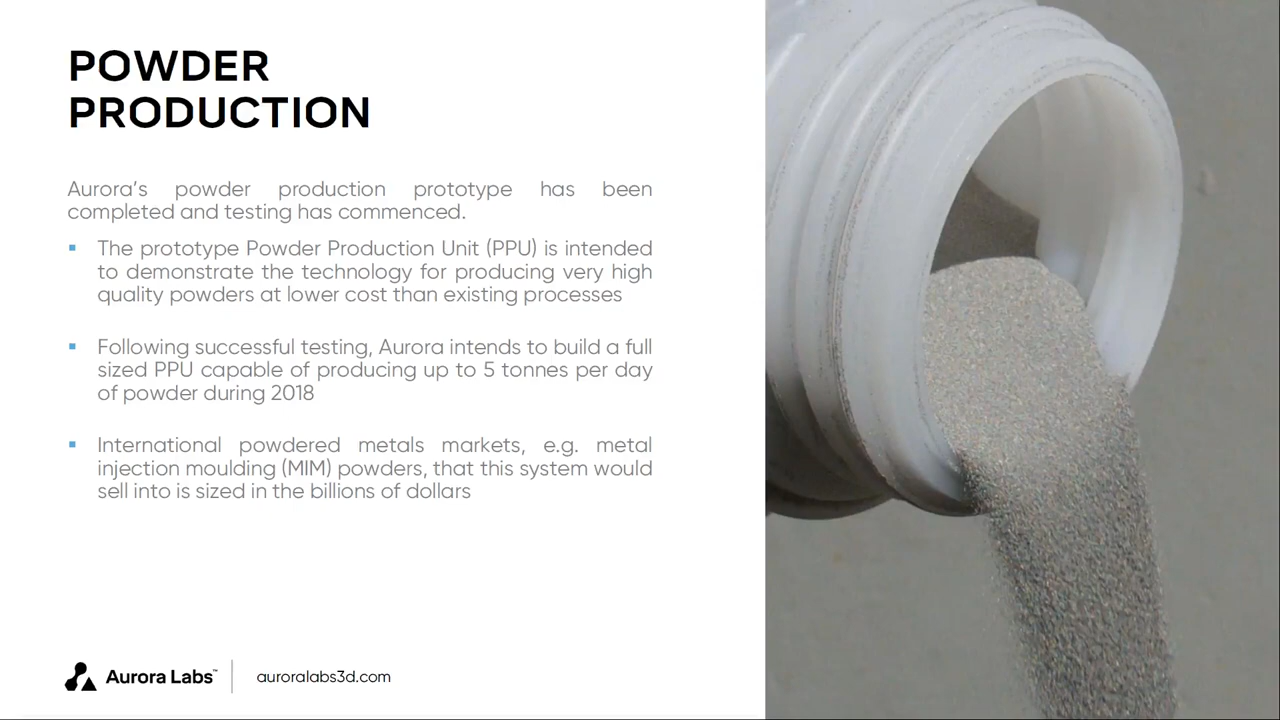 POWDER
PRODUCTION
Aurora’s powder production prototype has been
completed and testing has commenced.
▪ The prototype Powder Production Unit (PPU) is intended
to demonstrate the technology for producing very high
quality powders at lower cost than existing processes
▪ Following successful testing, Aurora intends to build a full
sized PPU capable of producing up to 5 tonnes per day
of powder during 2018
▪ International powdered metals markets, e.g. metal
injection moulding (MIM) powders, that this system would
sell into is sized in the billions of dollars
Aurora Labs™
auroralabs3d.com